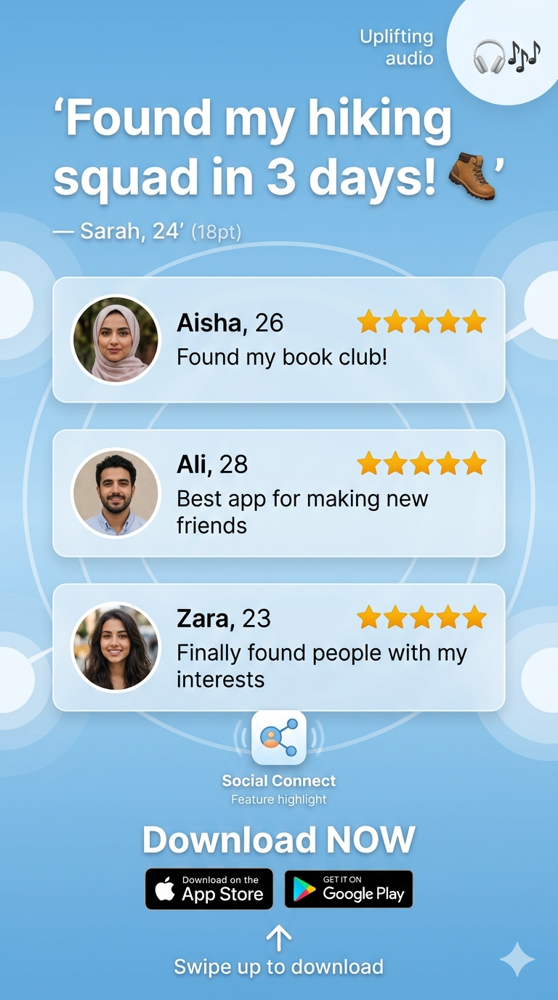 Uplifting
audio
‘Found my hiking
squad in 3 days! 🥾’
— Sarah, 24’ (18pt)
Aisha, 26
Found my book club!
Ali, 28
Best app for making new
friends
Zara, 23
Finally found people with my
interests
Social Connect
Feature highlight
Download NOW
Download on the
App Store
GET IT ON
Google Play
Swipe up to download